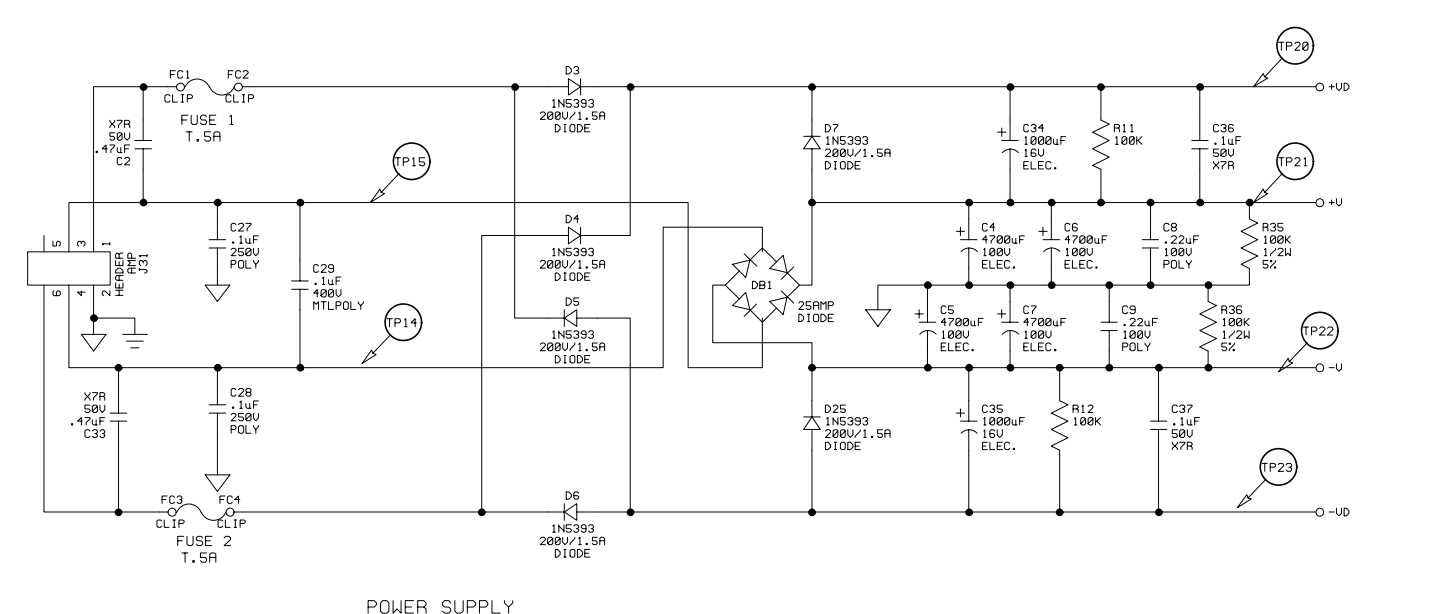 TP20
FC1
FC2
CLIP
CLIP
FUSE 1
T.5A
D3
1N5393
200V/1.5A
DIODE
+VD
X7R
50V
.47uF
C2
TP15
D7
1N5393
200V/1.5A
DIODE
C34
+
1000uF
16V
ELEC.
R11
100K
C36
.1uF
50V
X7R
TP21
+V
C27
.1uF
250V
POLY
C29
.1uF
400V
MTLPOLY
D4
1N5393
200V/1.5A
DIODE
DB1
25AMP
DIODE
C4
+
4700uF
100V
ELEC.
C6
+
4700uF
100V
ELEC.
C8
.22uF
100V
POLY
R35
100K
1/2W
5%
5
3
1
6
4
2
HEADER
AMP
J31
TP14
D5
1N5393
200V/1.5A
DIODE
C5
+
4700uF
100V
ELEC.
C7
+
4700uF
100V
ELEC.
C9
.22uF
100V
POLY
R36
100K
1/2W
5%
TP22
-V
X7R
50V
.47uF
C33
C28
.1uF
250V
POLY
D25
1N5393
200V/1.5A
DIODE
C35
+
1000uF
16V
ELEC.
R12
100K
C37
.1uF
50V
X7R
TP23
FC3
FC4
CLIP
CLIP
FUSE 2
T.5A
D6
1N5393
200V/1.5A
DIODE
-VD
POWER SUPPLY